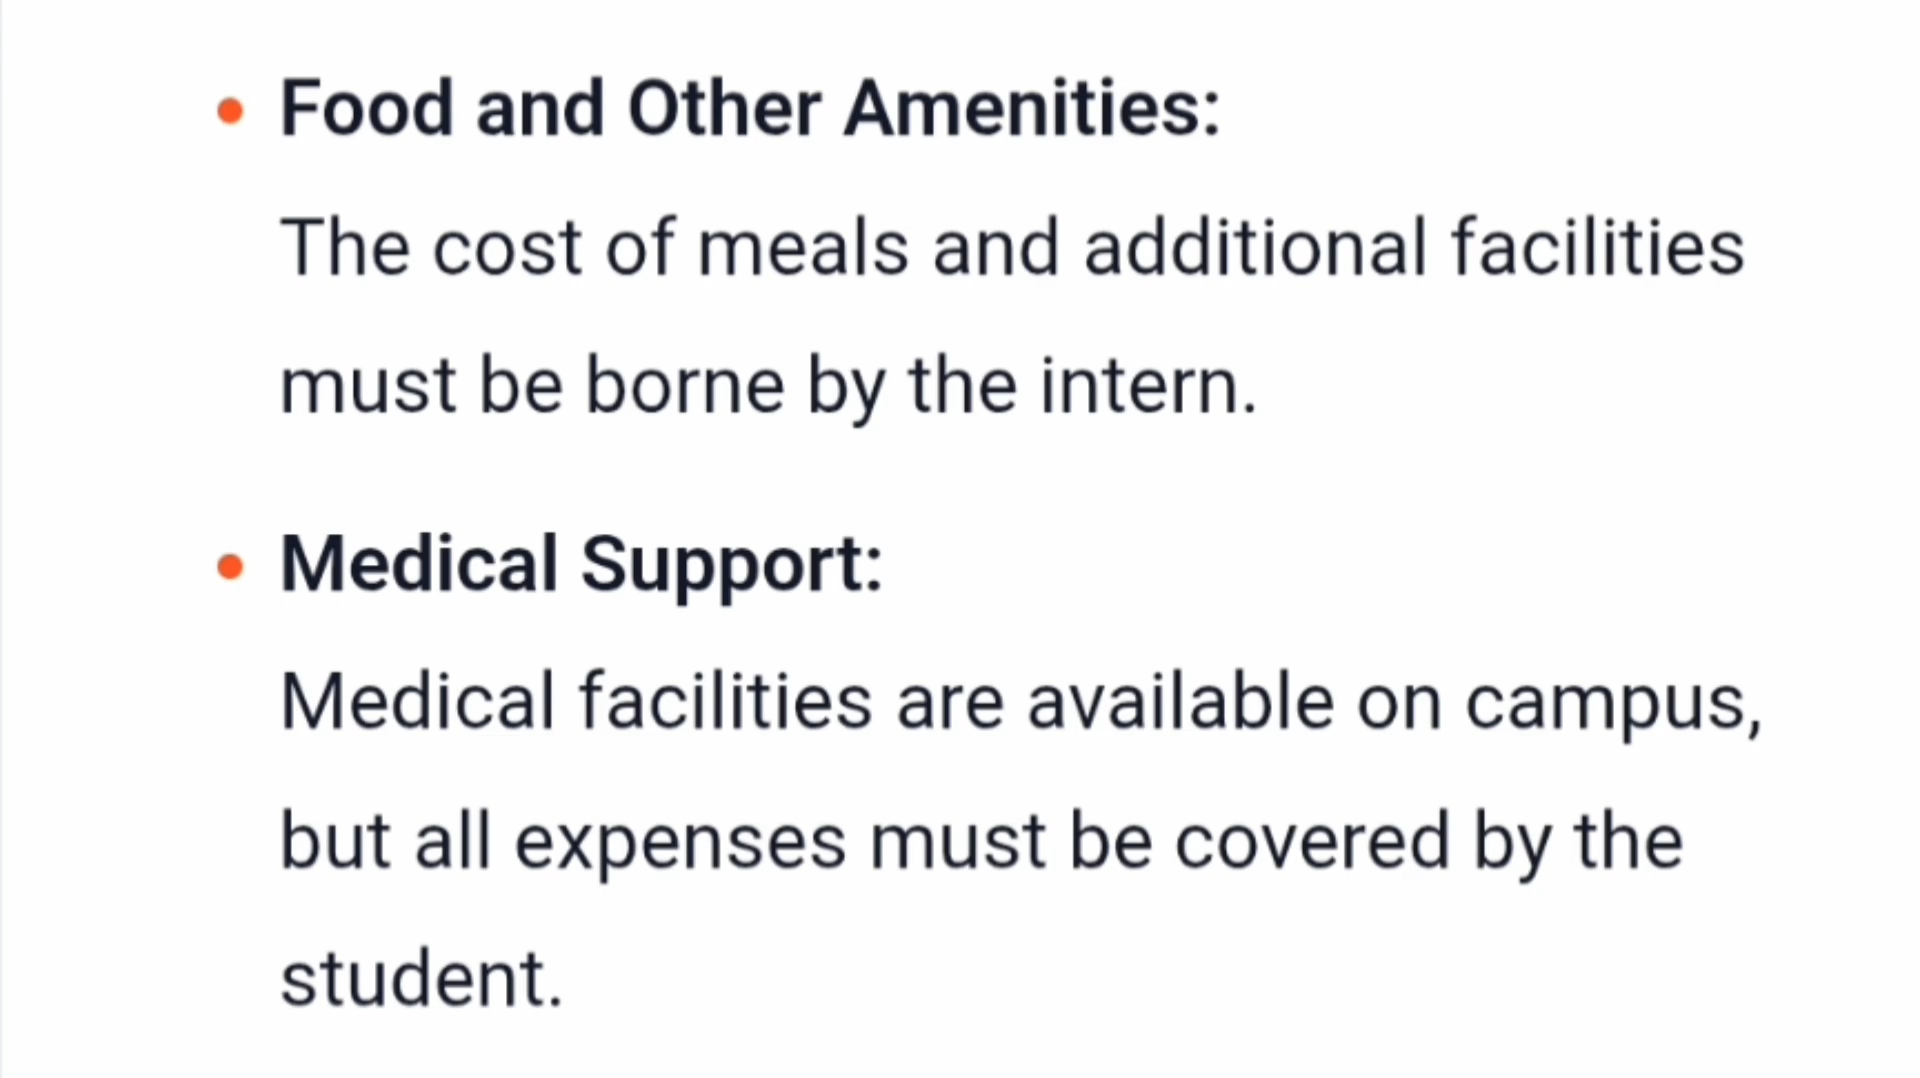 Food and Other Amenities:
The cost of meals and additional facilities
must be borne by the intern.
Medical Support:
Medical facilities are available on campus,
but all expenses must be covered by the
student.